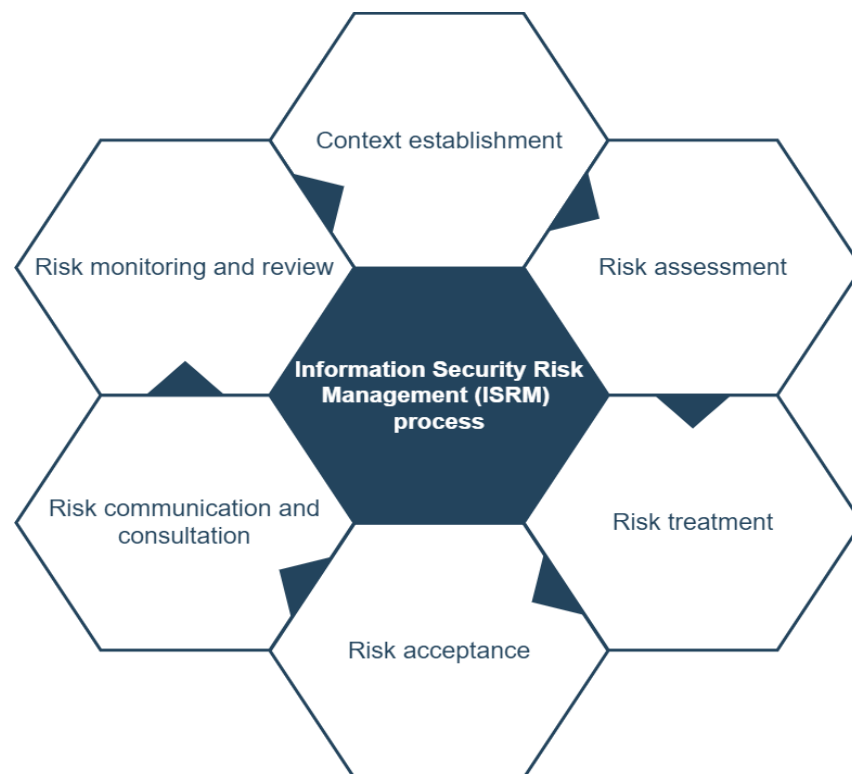 Context establishment
Risk monitoring and review
Risk assessment
Information Security Risk
Management (ISRM)
process
Risk communication and
consultation
Risk treatment
Risk acceptance